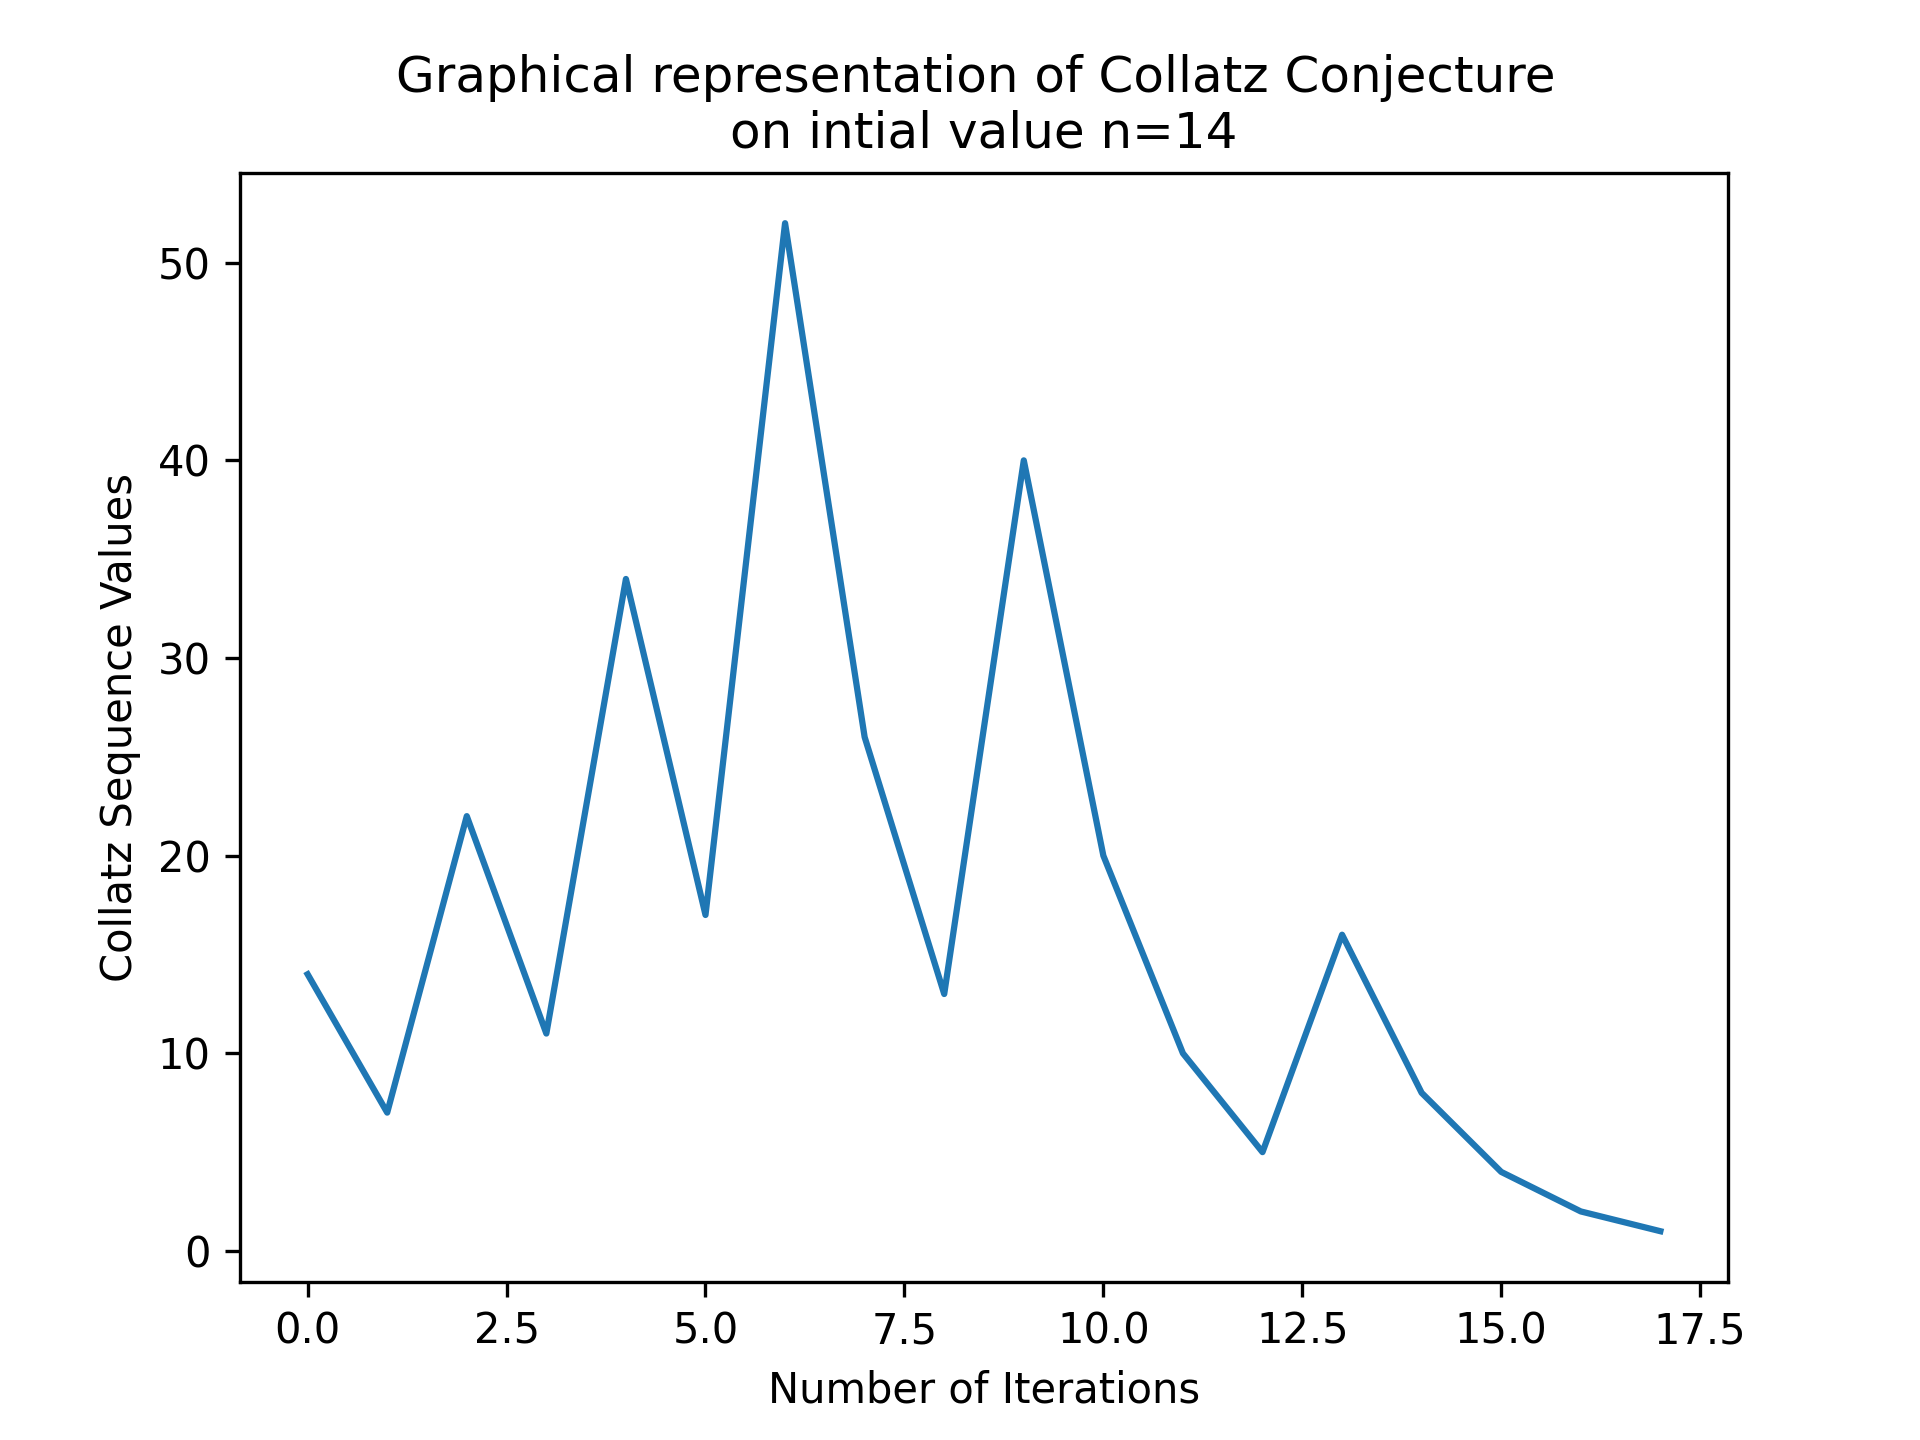 Graphical representation of Collatz Conjecture
on intial value n=14
Collatz Sequence Values
50
40
30
20
10
0
0.0 2.5 5.0 7.5 10.0 12.5 15.0 17.5
Number of Iterations